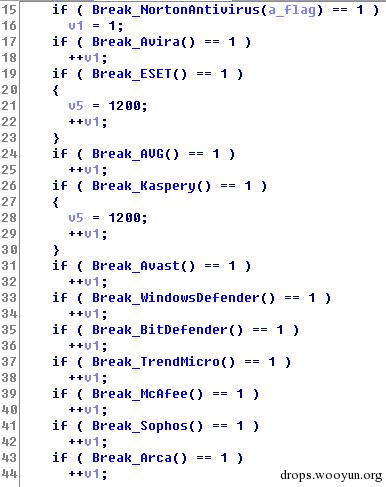 15 if ( Break_NortonAntivirus(a_flag) == 1 )
16 v1 = 1;
17 if ( Break_Avira() == 1 )
18 ++v1;
19 if ( Break_ESET() == 1 )
20 {
21 v5 = 1200;
22 ++v1;
23 }
24 if ( Break_AVG() == 1 )
25 ++v1;
26 if ( Break_Kaspery() == 1 )
27 {
28 v5 = 1200;
29 ++v1;
30 }
31 if ( Break_Avast() == 1 )
32 ++v1;
33 if ( Break_WindowsDefender() == 1 )
34 ++v1;
35 if ( Break_BitDefender() == 1 )
36 ++v1;
37 if ( Break_TrendMicro() == 1 )
38 ++v1;
39 if ( Break_McAfee() == 1 )
40 ++v1;
41 if ( Break_Sophos() == 1 )
42 ++v1;
43 if ( Break_Arca() == 1 )
44 ++v1;
drops.wooyun.org